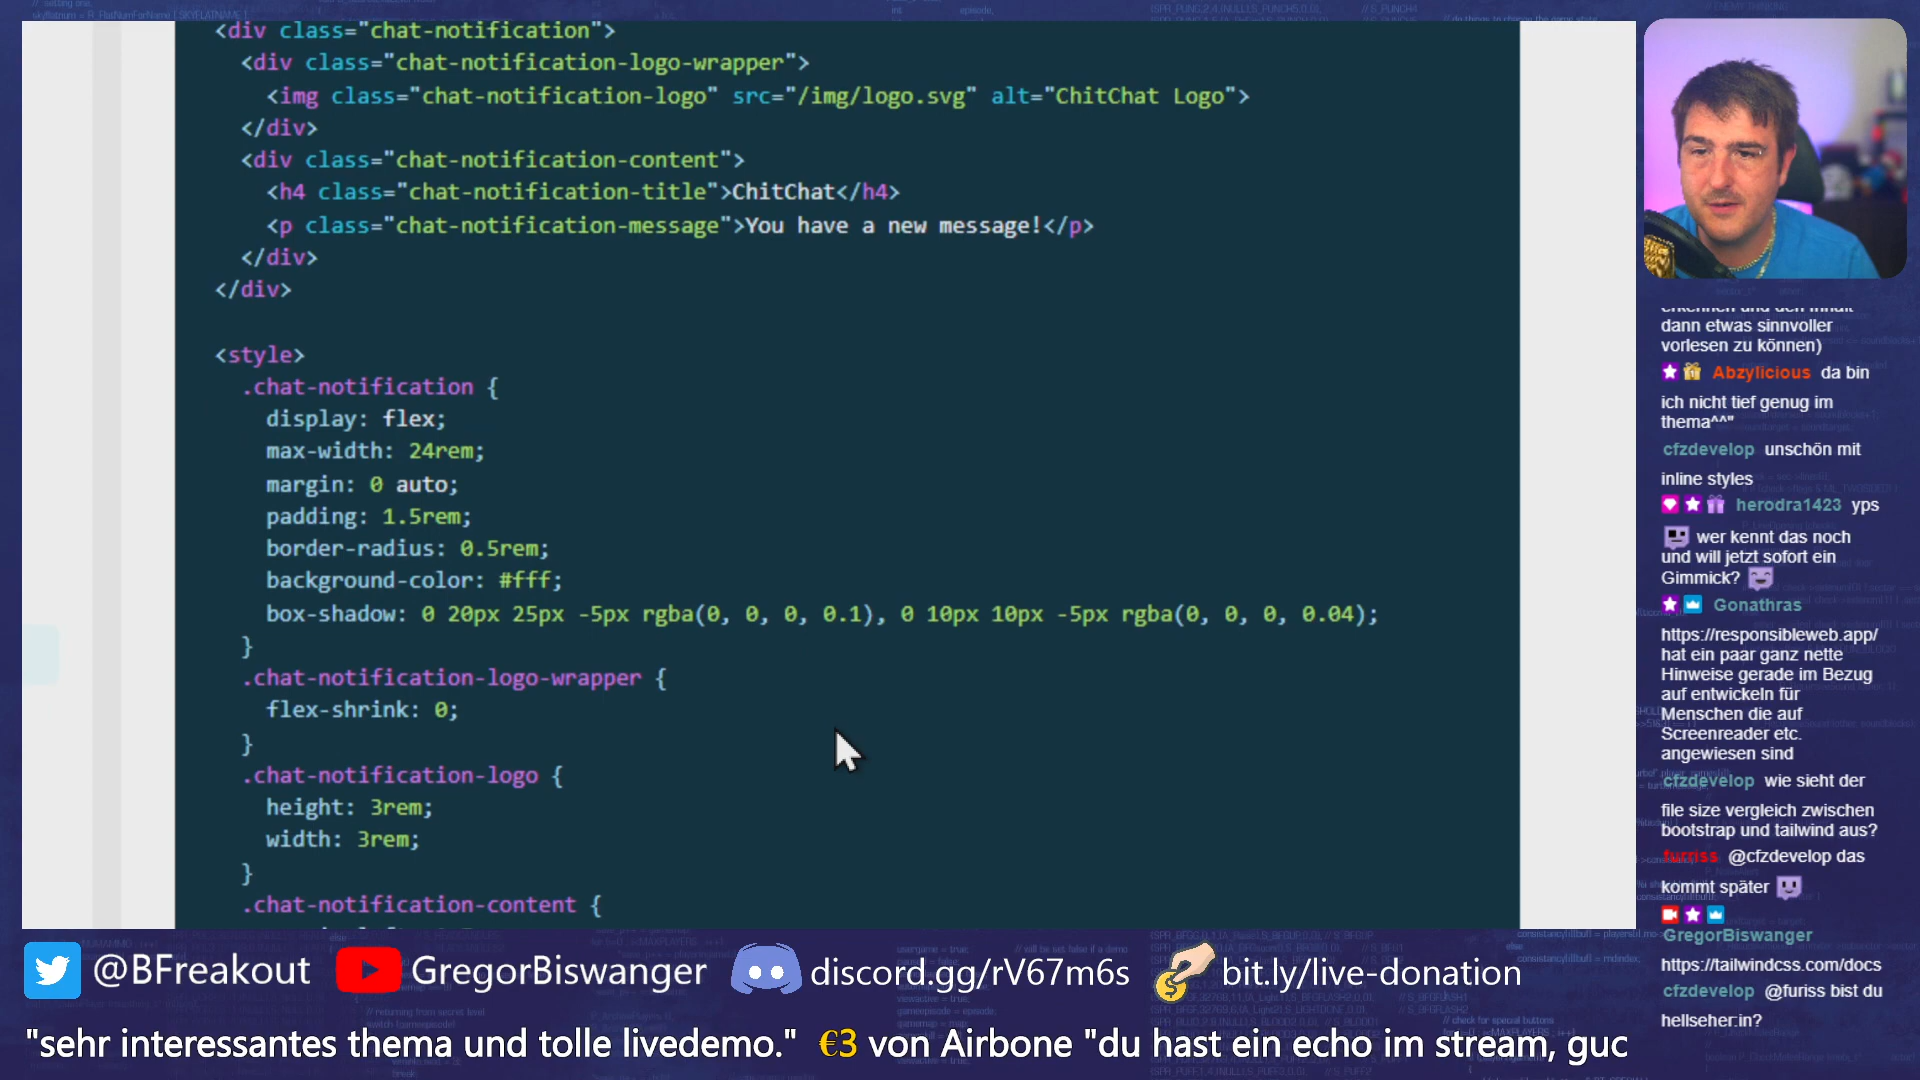 <div class="chat-notification">
<div class="chat-notification-logo-wrapper">
<img class="chat-notification-logo" src="/img/logo.svg" alt="ChitChat Logo">
</div>
<div class="chat-notification-content">
<h4 class="chat-notification-title">ChitChat</h4>
<p class="chat-notification-message">You have a new message!</p>
</div>
</div>
<style>
.chat-notification {
display: flex;
max-width: 24rem;
margin: 0 auto;
padding: 1.5rem;
border-radius: 0.5rem;
background-color: #fff;
box-shadow: 0 20px 25px -5px rgba(0, 0, 0, 0.1), 0 10px 10px -5px rgba(0, 0, 0, 0.04);
}
.chat-notification-logo-wrapper {
flex-shrink: 0;
}
.chat-notification-logo {
height: 3rem;
width: 3rem;
}
.chat-notification-content {
dann etwas sinnvoller
vorlesen zu können)
Abzylicious da bin
ich nicht tief genug im
thema^^"
cfzdevelop unschön mit
inline styles
herodra1423 yps
wer kennt das noch
und will jetzt sofort ein
Gimmick?
Gonathras
https://responsibleweb.app/
hat ein paar ganz nette
Hinweise gerade im Bezug
auf entwickeln für
Menschen die auf
Screenreader etc.
angewiesen sind
cfzdevelop wie sieht der
file size vergleich zwischen
bootstrap und tailwind aus?
furriss @cfzdevelop das
kommt später
GregorBiswanger
https://tailwindcss.com/docs
cfzdevelop @furiss bist du
hellseher:in?
@BFreakout GregorBiswanger discord.gg/rV67m6s bit.ly/live-donation
"sehr interessantes thema und tolle livedemo." €3 von Airbone "du hast ein echo im stream, guc